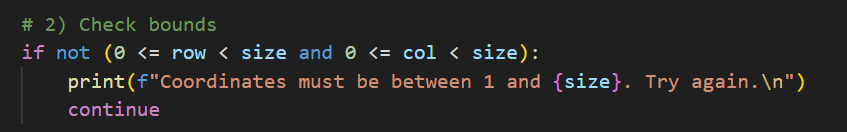 # 2) Check bounds
if not (0 <= row < size and 0 <= col < size):
    print(f"Coordinates must be between 1 and {size}. Try again.\n")
    continue